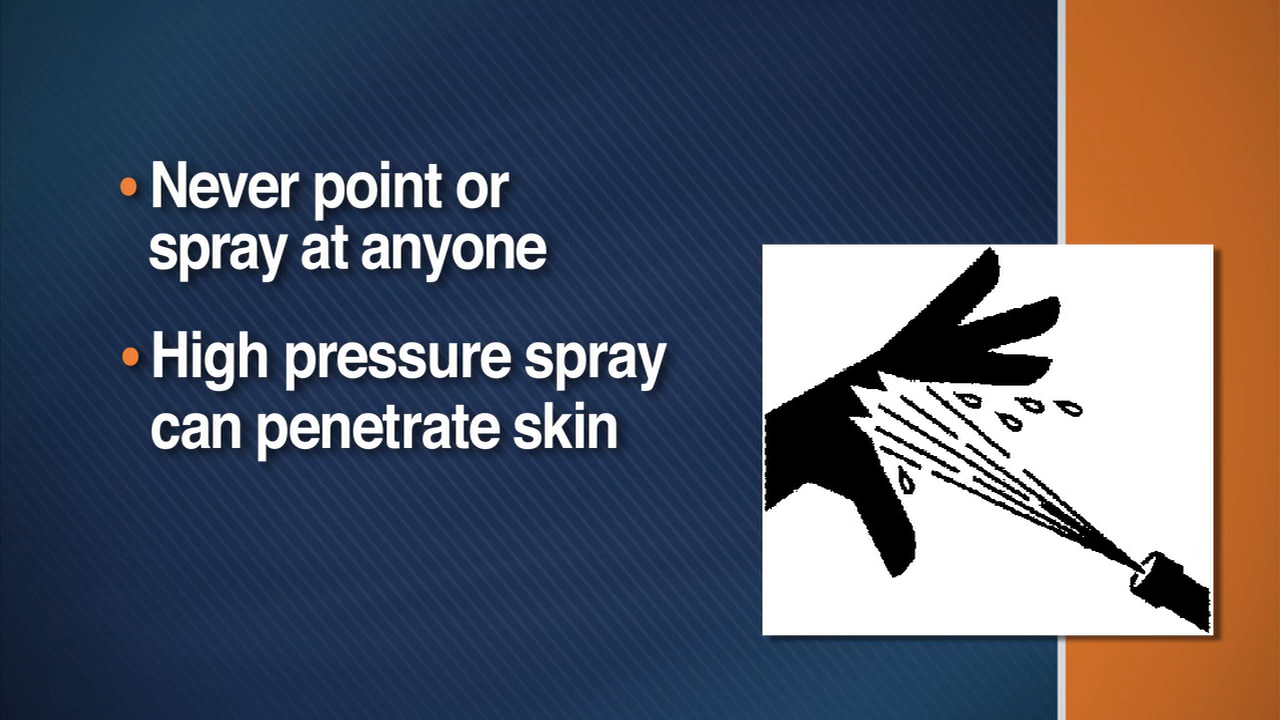 • Never point or
spray at anyone
• High pressure spray
can penetrate skin